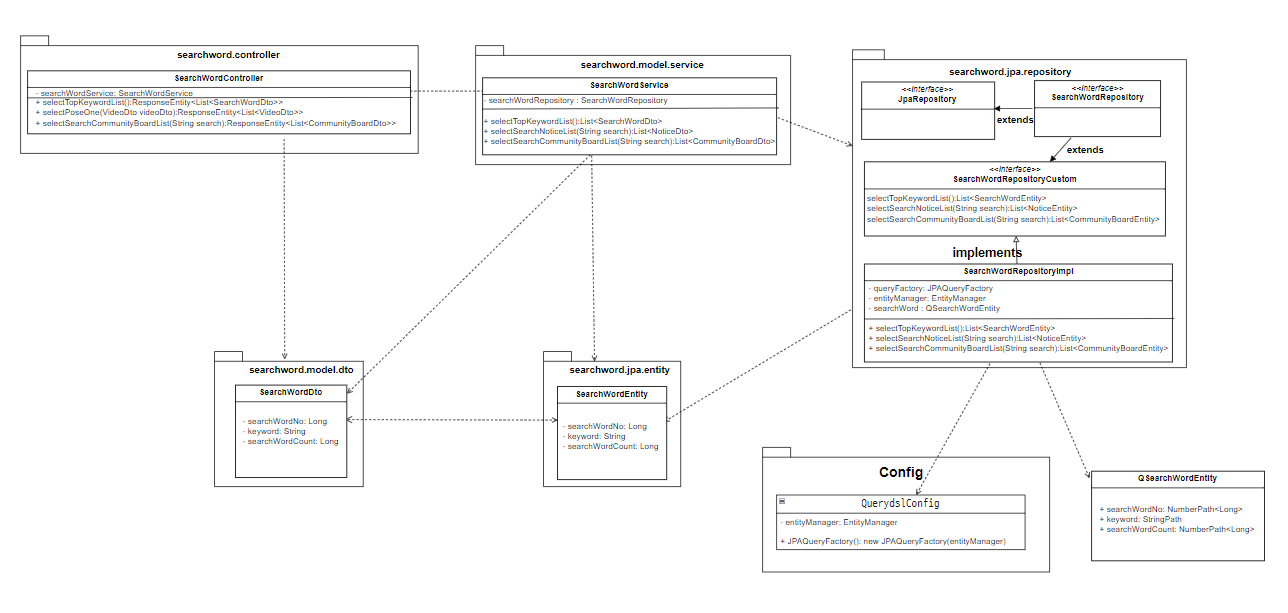 searchword.controller
SearchWordController
- searchWordService: SearchWordService
+ selectTopKeywordList():ResponseEntity<List<SearchWordDto>>
+ selectPoseOne(VideoDto videoDto):ResponseEntity<List<VideoDto>>
+ selectSearchCommunityBoardList(String search):ResponseEntity<List<CommunityBoardDto>>
searchword.model.service
SearchWordService
- searchWordRepository : SearchWordRepository
+ selectTopKeywordList():List<SearchWordDto>
+ selectSearchNoticeList(String search):List<NoticeDto>
+ selectSearchCommunityBoardList(String search):List<CommunityBoardDto>
searchword.jpa.repository
<<Interface>>
JpaRepository
<<Interface>>
SearchWordRepository
extends
extends
<<Interface>>
SearchWordRepositoryCustom
selectTopKeywordList():List<SearchWordEntity>
selectSearchNoticeList(String search):List<NoticeEntity>
selectSearchCommunityBoardList(String search):List<CommunityBoardEntity>
implements
SearchWordRepositoryImpl
- queryFactory: JPAQueryFactory
- entityManager: EntityManager
- searchWord : QSearchWordEntity
+ selectTopKeywordList():List<SearchWordEntity>
+ selectSearchNoticeList(String search):List<NoticeEntity>
+ selectSearchCommunityBoardList(String search):List<CommunityBoardEntity>
searchword.model.dto
SearchWordDto
- searchWordNo: Long
- keyword: String
- searchWordCount: Long
searchword.jpa.entity
SearchWordEntity
- searchWordNo: Long
- keyword: String
- searchWordCount: Long
Config
QuerydslConfig
- entityManager: EntityManager
+ JPAQueryFactory(): new JPAQueryFactory(entityManager)
QSearchWordEntity
+ searchWordNo: NumberPath<Long>
+ keyword: StringPath
+ searchWordCount: NumberPath<Long>